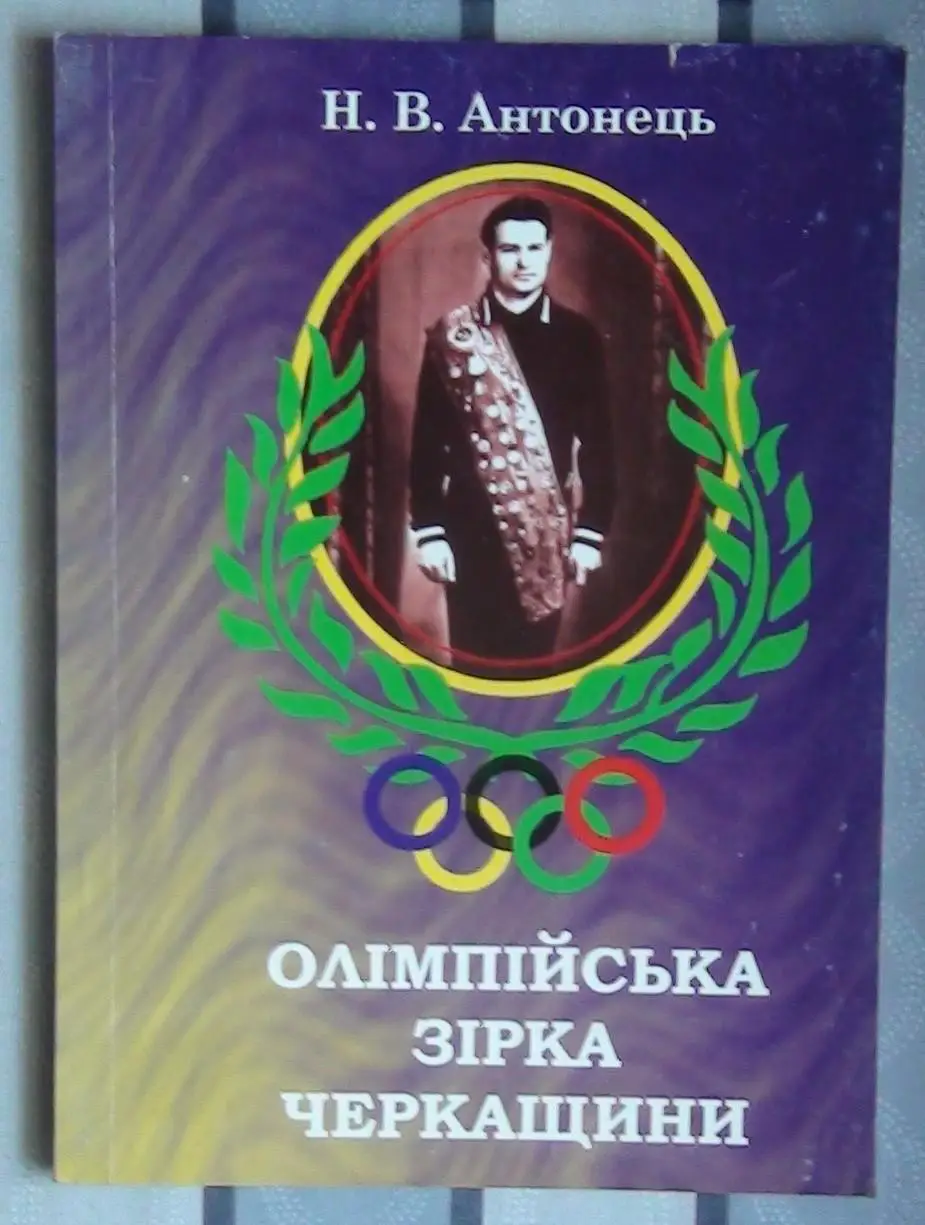 Н. В. Антонець
ОЛІМПІЙСЬКА
ЗІРКА
ЧЕРКАЩИНИ